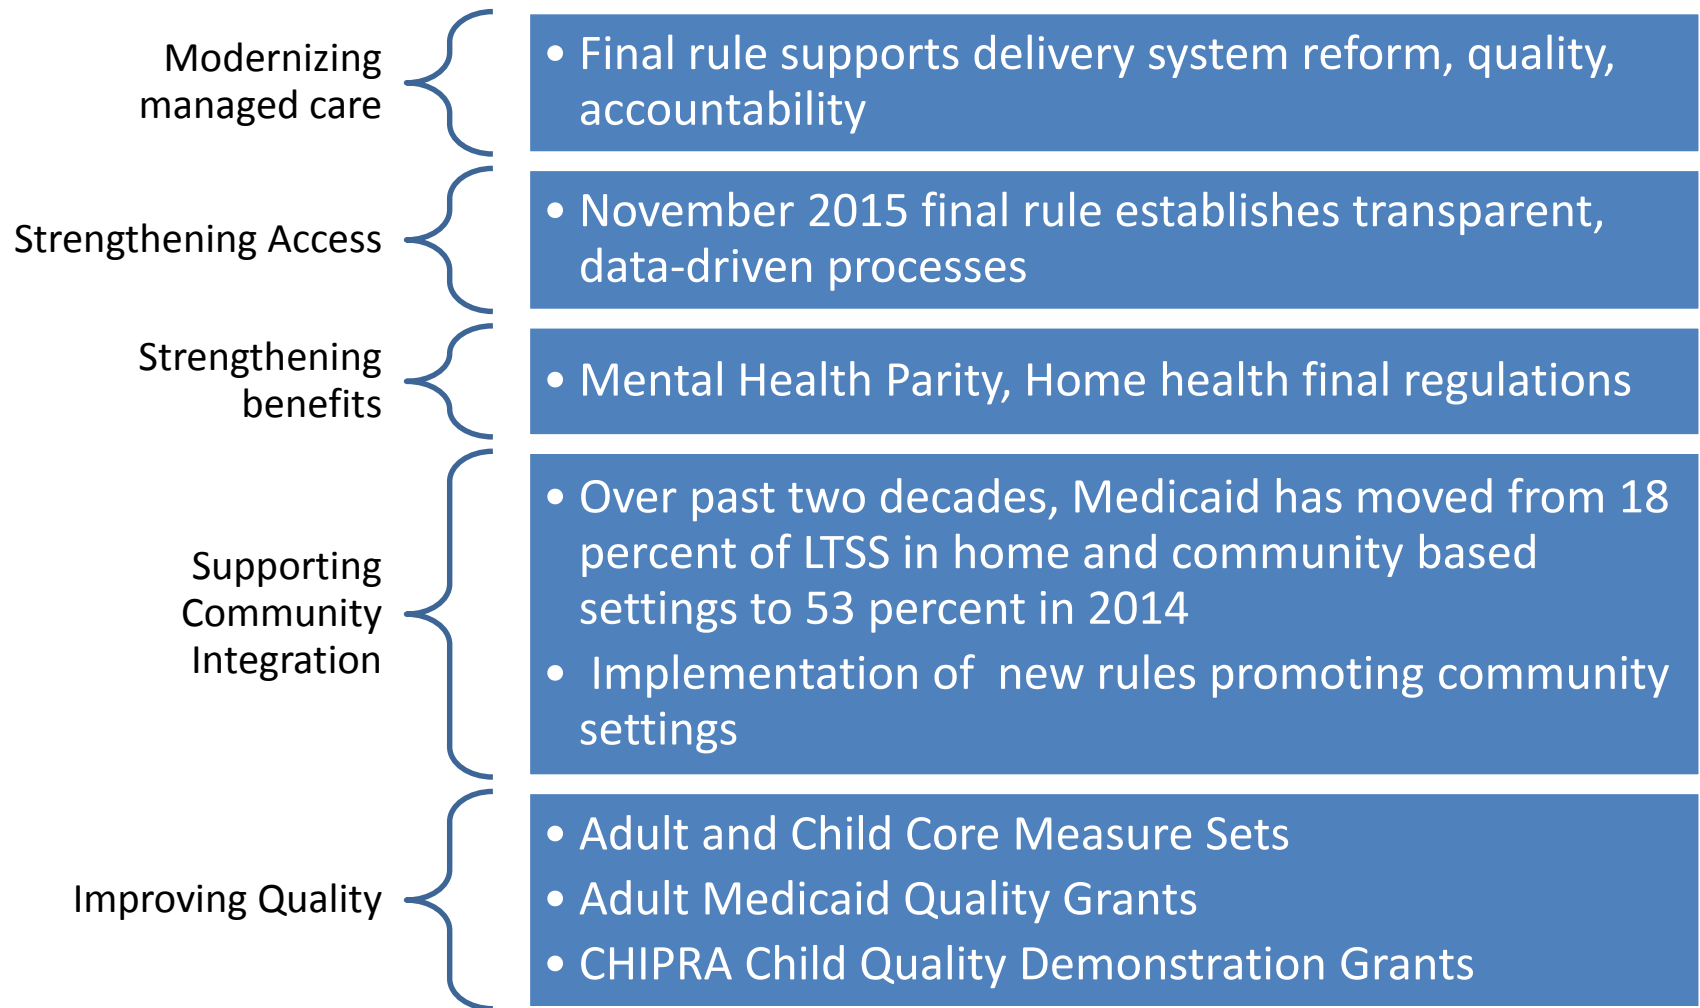 Modernizing
managed care
• Final rule supports delivery system reform, quality,
accountability
Strengthening Access
• November 2015 final rule establishes transparent,
data-driven processes
Strengthening
benefits
• Mental Health Parity, Home health final regulations
Supporting
Community
Integration
• Over past two decades, Medicaid has moved from 18
percent of LTSS in home and community based
settings to 53 percent in 2014
• Implementation of  new rules promoting community
settings
Improving Quality
• Adult and Child Core Measure Sets
• Adult Medicaid Quality Grants
• CHIPRA Child Quality Demonstration Grants